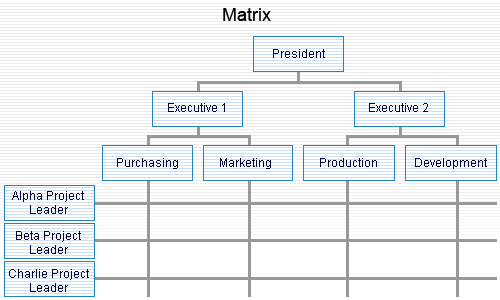 Matrix
President
Executive 1
Executive 2
Purchasing
Marketing
Production
Development
Alpha Project
Leader
Beta Project
Leader
Charlie Project
Leader